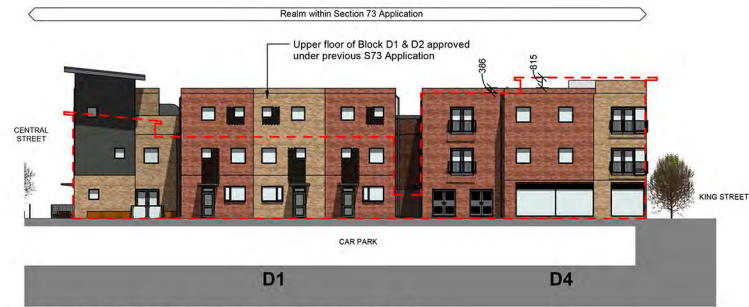 Realm within Section 73 Application
Upper floor of Block D1 & D2 approved
under previous S73 Application
386
815
CENTRAL
STREET
KING STREET
CAR PARK
D1
D4